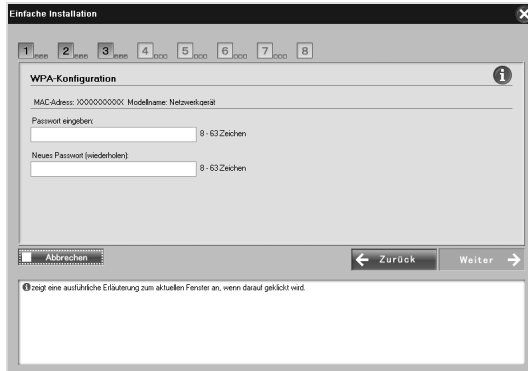 Einfache Installation
1 2 3 4 5 6 7 8
WPA-Konfiguration
MAC-Adress: XXXXXXXXXX Modellname: Netzwerkgerät
Passwort eingeben:
8 - 63 Zeichen
Neues Passwort (wiederholen):
8 - 63 Zeichen
Abbrechen
Zurück
Weiter
zeigt eine ausführliche Erläuterung zum aktuellen Fenster an, wenn darauf geklickt wird.